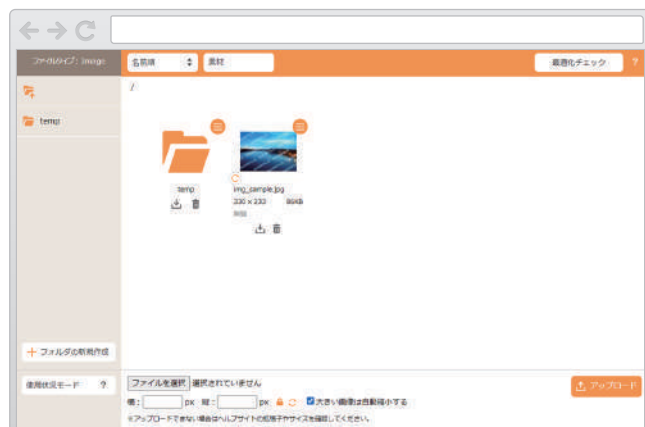 ファイルタイプ: image
名前順
素材
最適化チェック
?
/
temp
temp
img_sample.jpg
330 x 233 86KB
+ フォルダの新規作成
使用状況モード ?
ファイルを選択 選択されていません
横: px 縦: px 大きい画像は自動縮小する
アップロード
※アップロードできない場合はヘルプサイトの拡張子やサイズを確認してください。